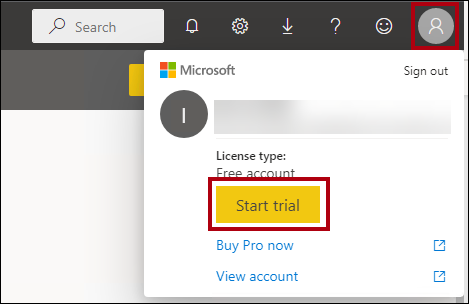 Search
?
Microsoft
Sign out
I
License type:
Free account
Start trial
Buy Pro now
View account